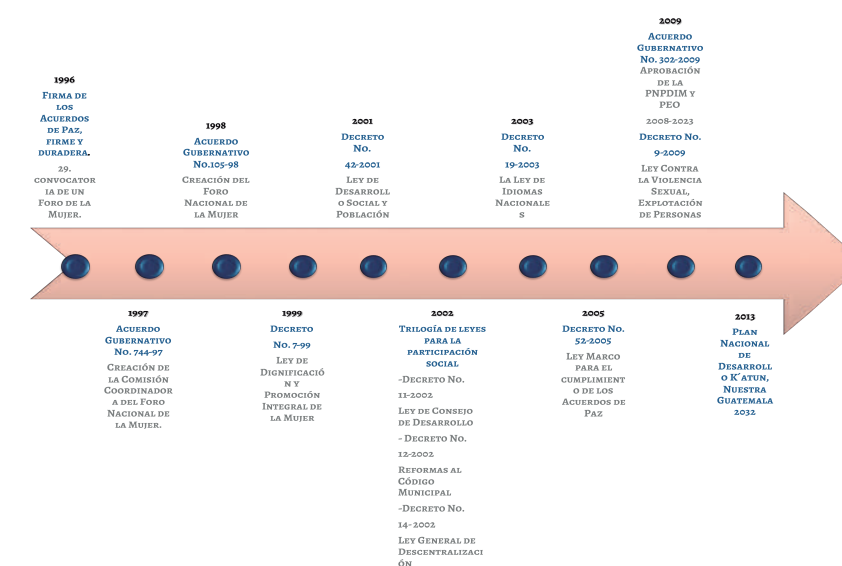 1996
Firma de
los
Acuerdos
de Paz,
firme y
duradera.
29.
convocator
ia de un
Foro de la
Mujer.
1997
Acuerdo
Gubernativo
No. 744-97
Creación de
la Comisión
Coordinador
a del Foro
Nacional de
la Mujer.
1998
Acuerdo
Gubernativo
No.105-98
Creación del
Foro
Nacional de
la Mujer
1999
Decreto
No. 7-99
Ley de
Dignificació
n y
Promoción
Integral de
la Mujer
2001
Decreto
No.
42-2001
Ley de
Desarroll
o Social y
Población
2002
Trilogía de leyes
para la
participación
social
-Decreto No.
11-2002
Ley de Consejo
de Desarrollo
- Decreto No.
12-2002
Reformas al
Código
Municipal
-Decreto No.
14- 2002
Ley General de
Descentralizaci
ón
2003
Decreto
No.
19-2003
La Ley de
Idiomas
Nacionale
s
2005
Decreto No.
52-2005
Ley Marco
para el
cumplimient
o de los
Acuerdos de
Paz
2009
Acuerdo
Gubernativo
No. 302-2009
Aprobación
de la
PNPDIM y
PEO
2008-2023
Decreto No.
9-2009
Ley Contra
la Violencia
Sexual,
Explotación
de Personas
2013
Plan
Nacional
de
Desarroll
o K´atun,
Nuestra
Guatemala
2032